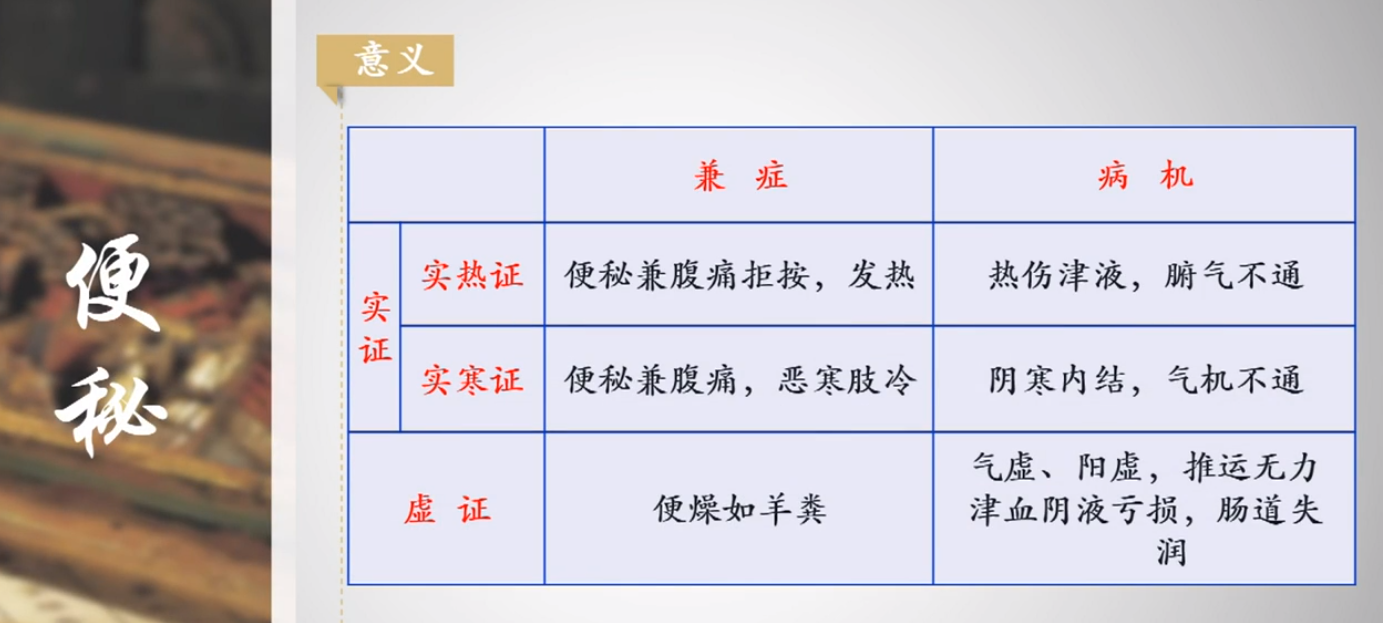 意义
便秘
兼 症
病 机
实证
实热证
便秘兼腹痛拒按，发热
热伤津液，腑气不通
实寒证
便秘兼腹痛，恶寒肢冷
阴寒内结，气机不通
虚 证
便燥如羊粪
气虚、阳虚，推运无力
津血阴液亏损，肠道失
润